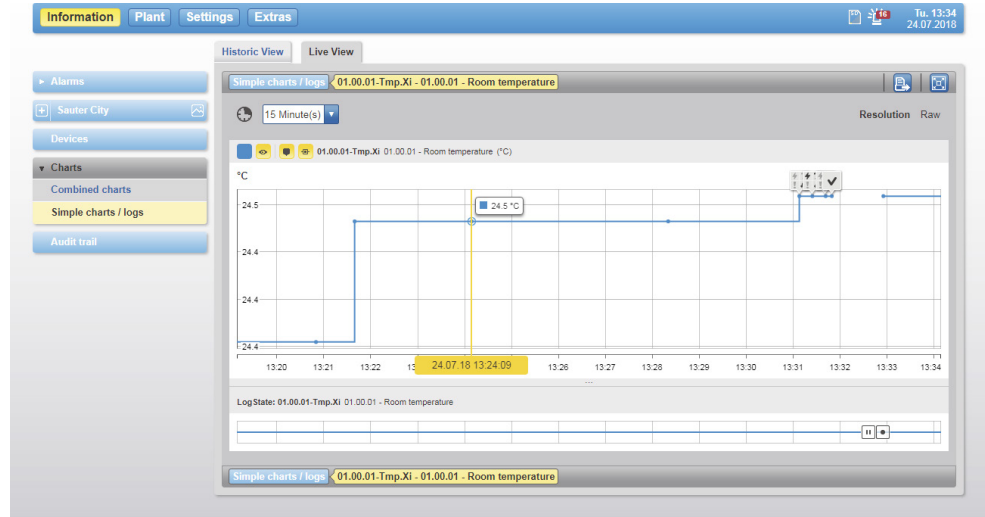 Information Plant Settings Extras 16 Tu. 13:34
24.07.2018
Historic View Live View
Alarms
Sauter City
Devices
Charts
Combined charts
Simple charts / logs
Audit trail
Simple charts / logs 01.00.01-Tmp.Xi - 01.00.01 - Room temperature
15 Minute(s) Resolution Raw
01.00.01-Tmp.Xi 01.00.01 - Room temperature (°C)
°C
24.5
24.5 °C
24.4
24.4
24.4
13:20 13:21 13:22 13 24.07.18 13:24:09 13:26 13:27 13:28 13:29 13:30 13:31 13:32 13:33 13:34
LogState: 01.00.01-Tmp.Xi 01.00.01 - Room temperature
Simple charts / logs 01.00.01-Tmp.Xi - 01.00.01 - Room temperature